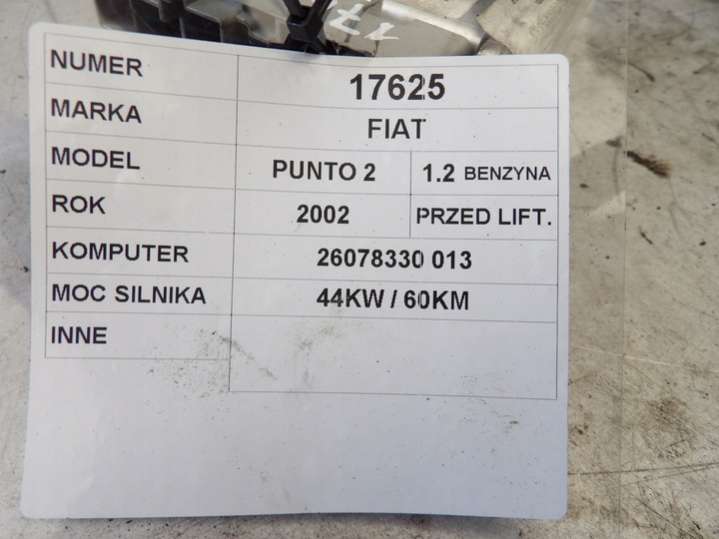 NUMER 17625
MARKA FIAT
MODEL PUNTO 2 1.2 BENZYNA
ROK 2002 PRZED LIFT.
KOMPUTER 26078330 013
MOC SILNIKA 44KW / 60KM
INNE